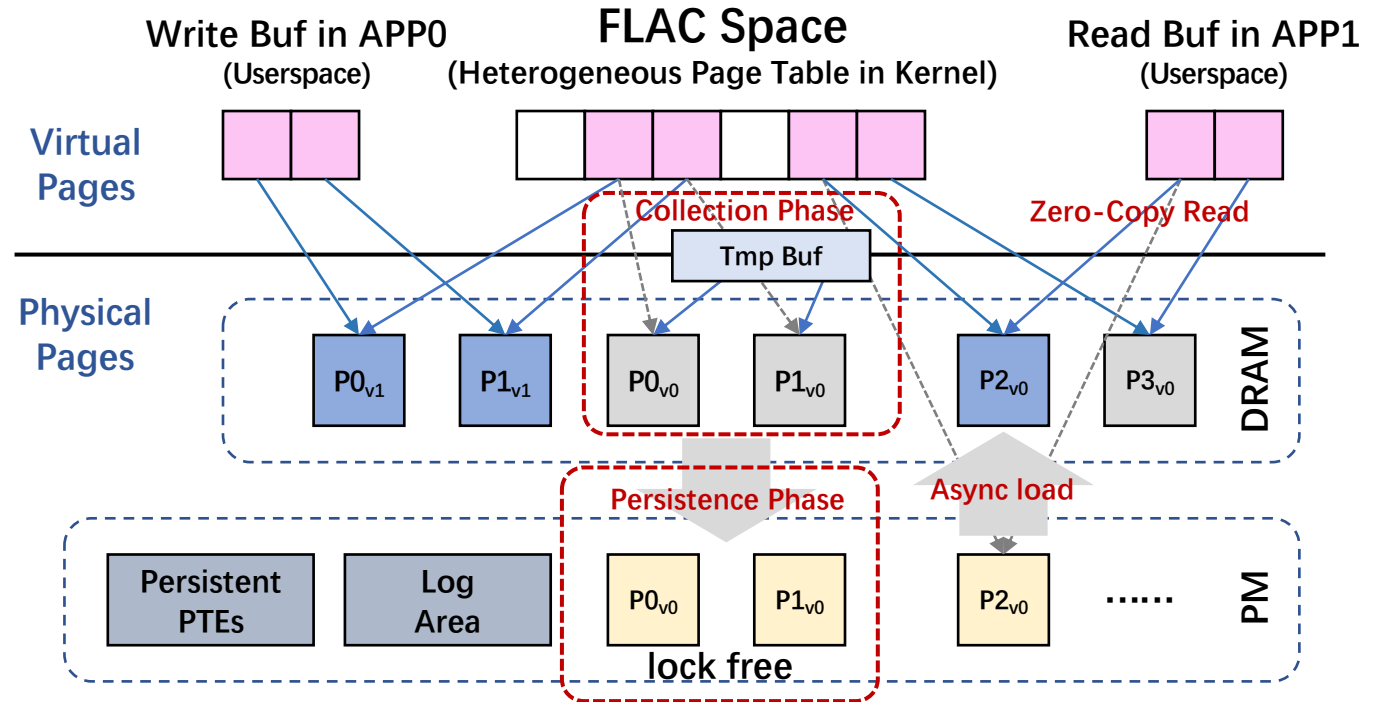 Write Buf in APP0
(Userspace)
FLAC Space
(Heterogeneous Page Table in Kernel)
Read Buf in APP1
(Userspace)
Virtual
Pages
Collection Phase
Zero-Copy Read
Tmp Buf
Physical
Pages
P0v1
P1v1
P0v0
P1v0
P2v0
P3v0
DRAM
Persistence Phase
Async load
Persistent
PTEs
Log
Area
P0v0
P1v0
P2v0
······
PM
lock free